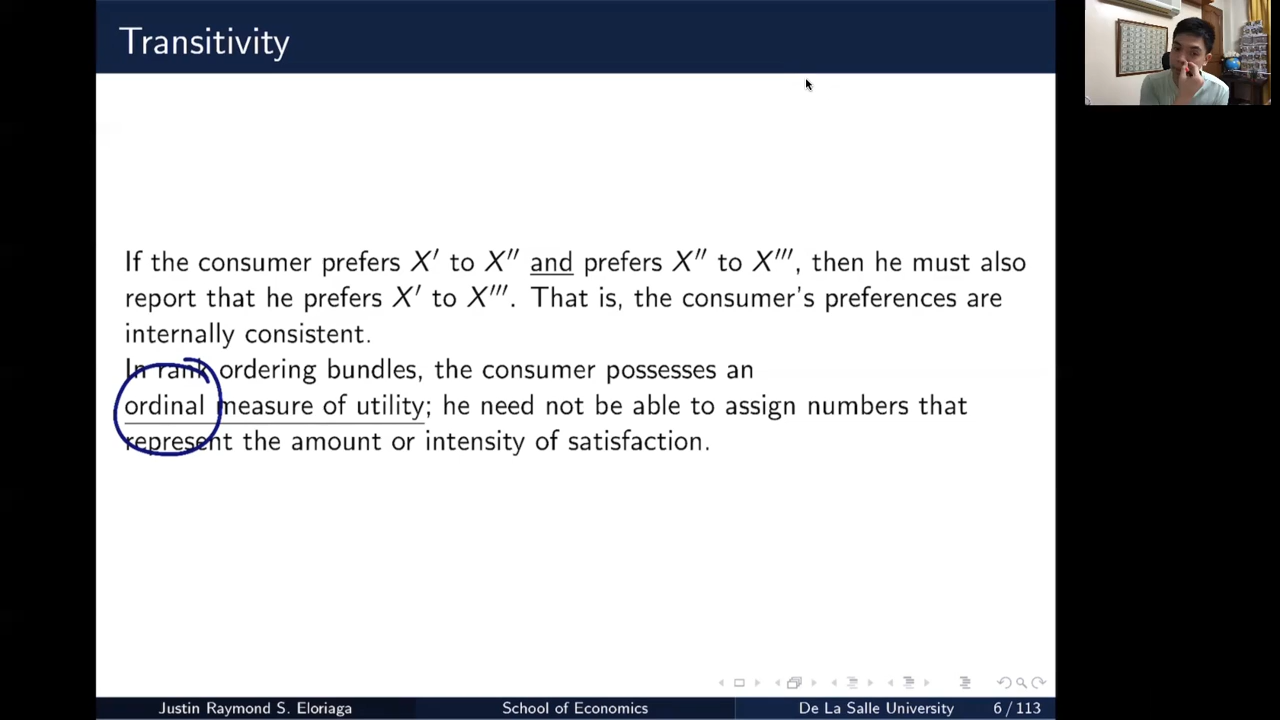 Transitivity
If the consumer prefers X′ to X″ and prefers X″ to X‴, then he must also
report that he prefers X′ to X‴. That is, the consumer's preferences are
internally consistent.
In rank ordering bundles, the consumer possesses an
ordinal measure of utility; he need not be able to assign numbers that
represent the amount or intensity of satisfaction.
Justin Raymond S. Eloriaga School of Economics De La Salle University 6 / 113